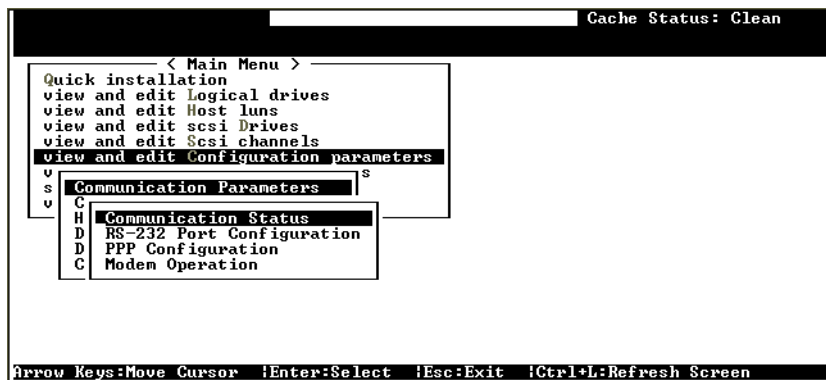 Cache Status: Clean
< Main Menu >
Quick installation
view and edit Logical drives
view and edit Host luns
view and edit scsi Drives
view and edit Scsi channels
view and edit Configuration parameters
v s
s Communication Parameters
v C
H Communication Status
D RS-232 Port Configuration
D PPP Configuration
C Modem Operation
Arrow Keys:Move Cursor |Enter:Select |Esc:Exit |Ctrl+L:Refresh Screen